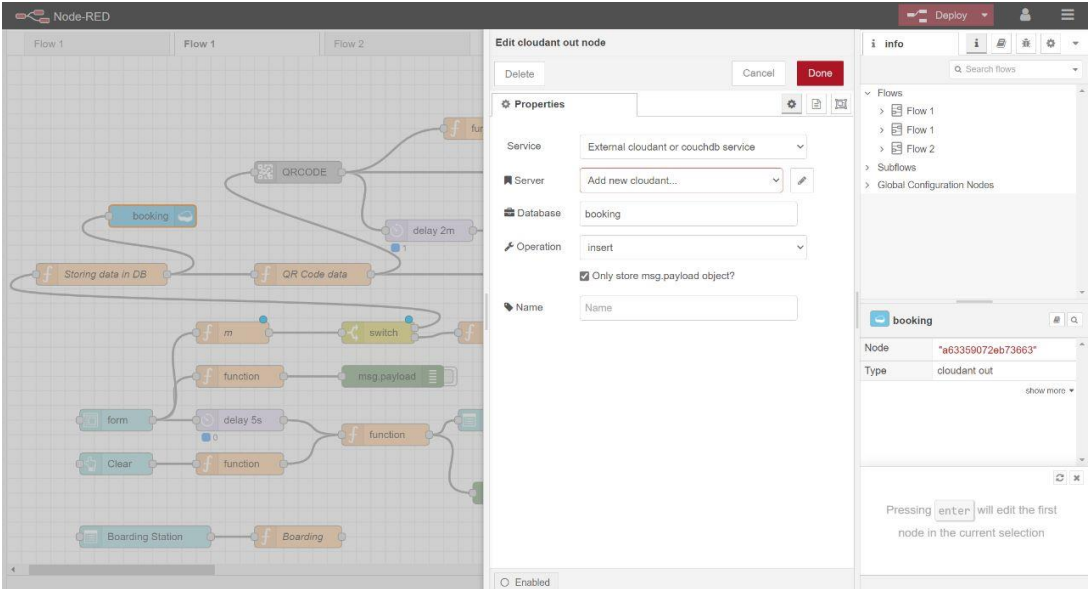 Node-RED
Deploy
Flow 1
Flow 1
Flow 2
fur
QRCODE
booking
delay 2m
1
Storing data in DB
QR Code data
m
switch
function
msg.payload
form
delay 5s
0
function
Clear
function
Boarding Station
Boarding
Edit cloudant out node
Delete
Cancel
Done
Properties
Service
External cloudant or couchdb service
Server
Add new cloudant...
Database
booking
Operation
insert
Only store msg.payload object?
Name
Name
Enabled
i info
i
Search flows
Flows
Flow 1
Flow 1
Flow 2
Subflows
Global Configuration Nodes
booking
Node
"a63359072eb73663"
Type
cloudant out
show more
Pressing enter will edit the first
node in the current selection